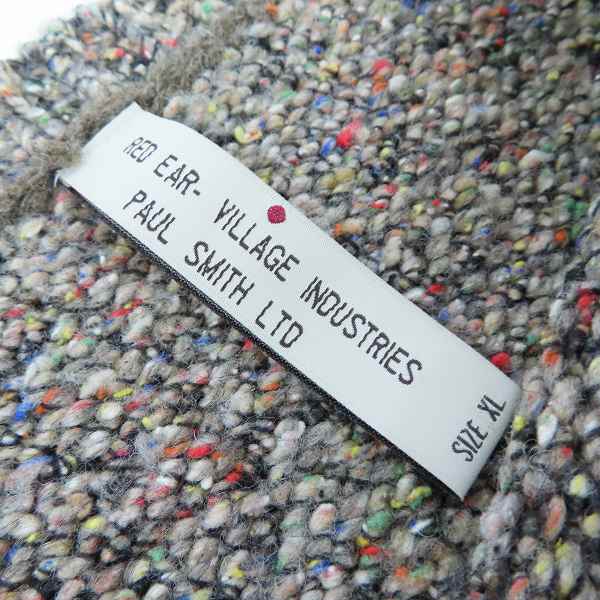 RED EAR- VILLAGE INDUSTRIES
PAUL SMITH LTD
SIZE XL